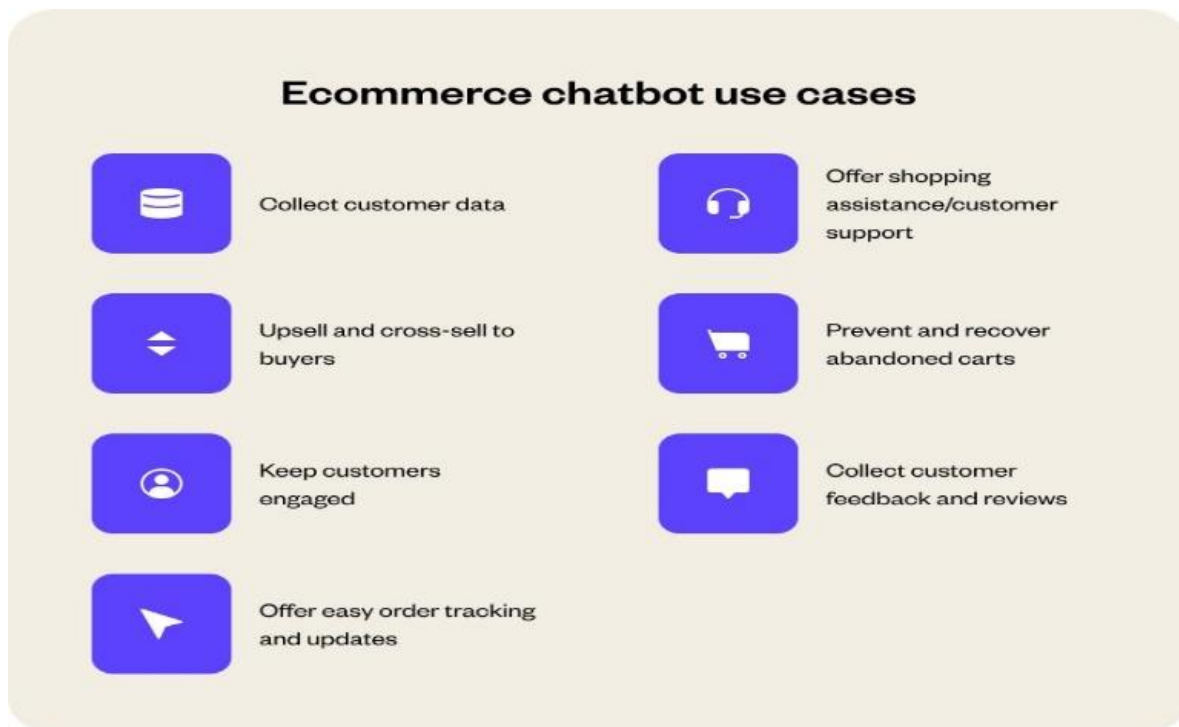 Ecommerce chatbot use cases
Collect customer data
Offer shopping
assistance/customer
support
Upsell and cross-sell to
buyers
Prevent and recover
abandoned carts
Keep customers
engaged
Collect customer
feedback and reviews
Offer easy order tracking
and updates